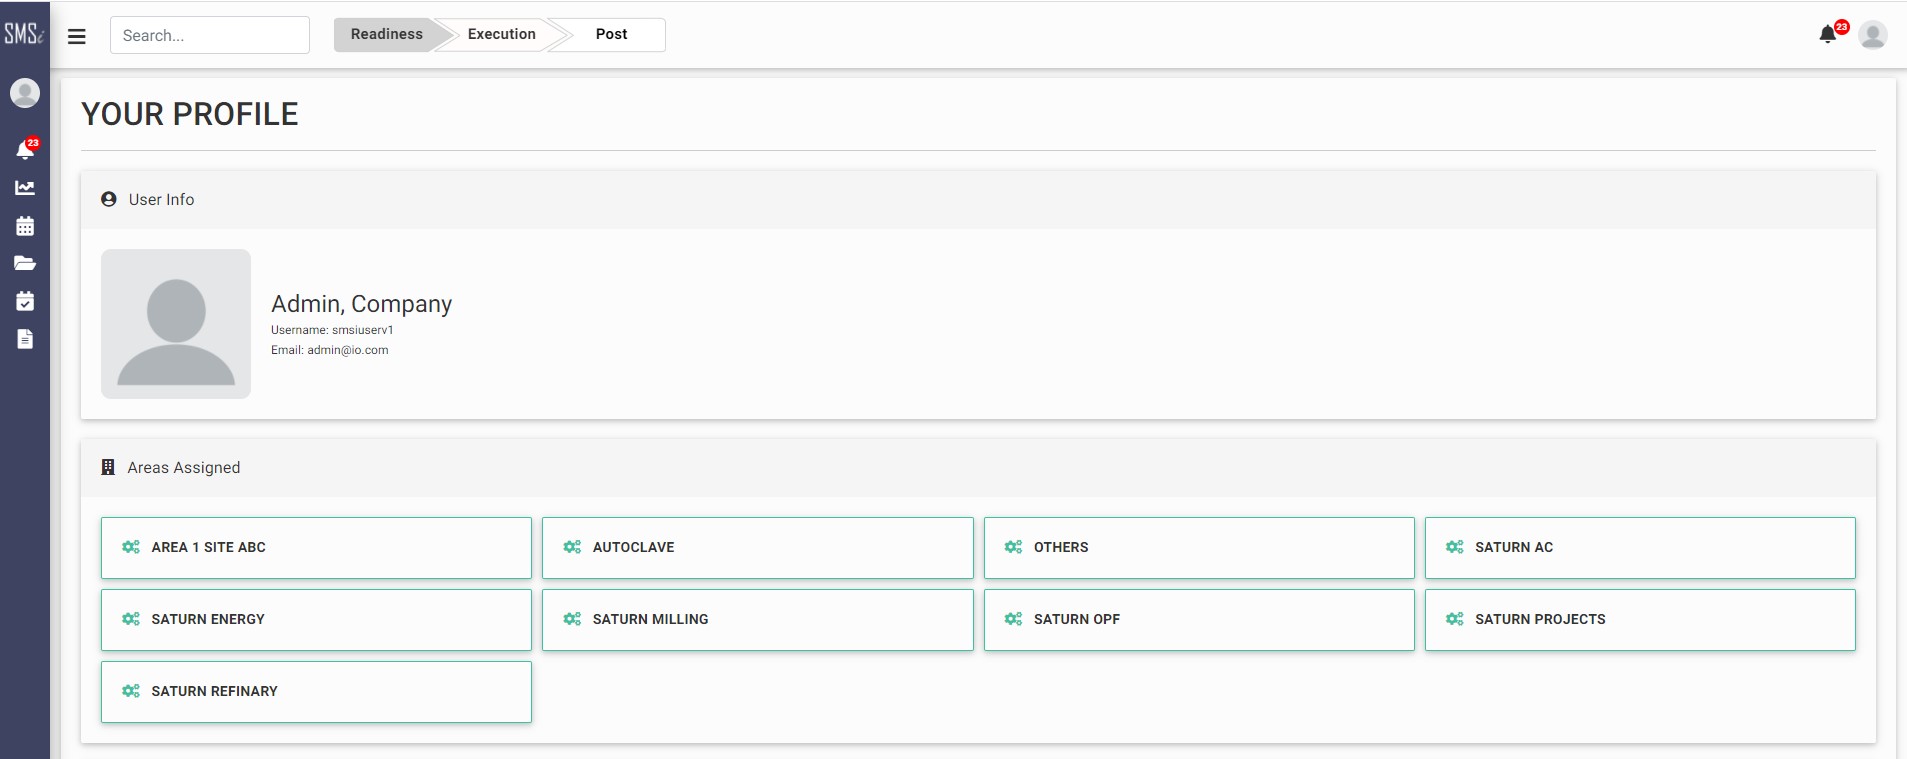 SMSi
Search...
Readiness
Execution
Post
23
23
YOUR PROFILE
User Info
Admin, Company
Username: smsiuserv1
Email: admin@io.com
Areas Assigned
AREA 1 SITE ABC
AUTOCLAVE
OTHERS
SATURN AC
SATURN ENERGY
SATURN MILLING
SATURN OPF
SATURN PROJECTS
SATURN REFINARY